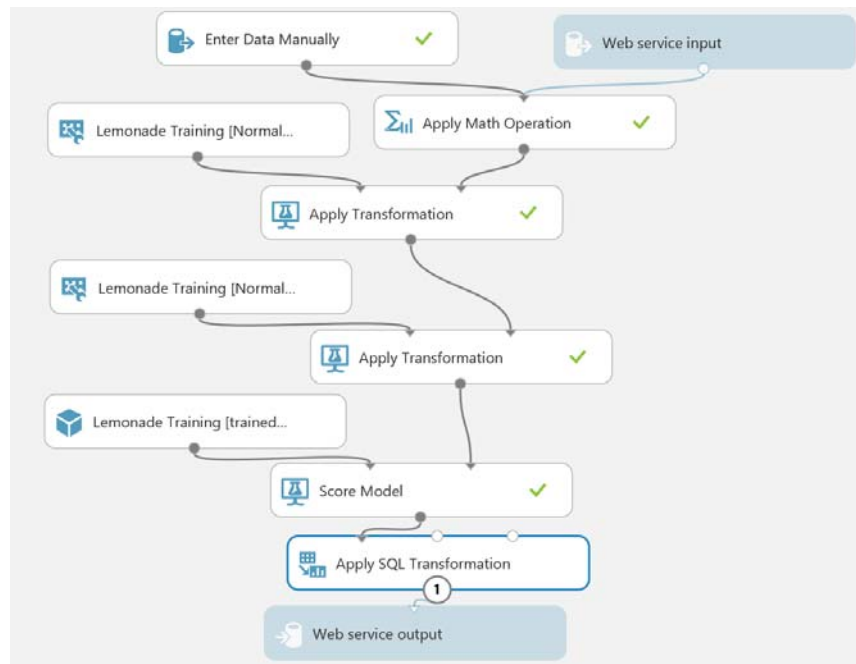 Enter Data Manually
Web service input
Lemonade Training [Normal...
Apply Math Operation
Apply Transformation
Lemonade Training [Normal...
Apply Transformation
Lemonade Training [trained...
Score Model
Apply SQL Transformation
1
Web service output